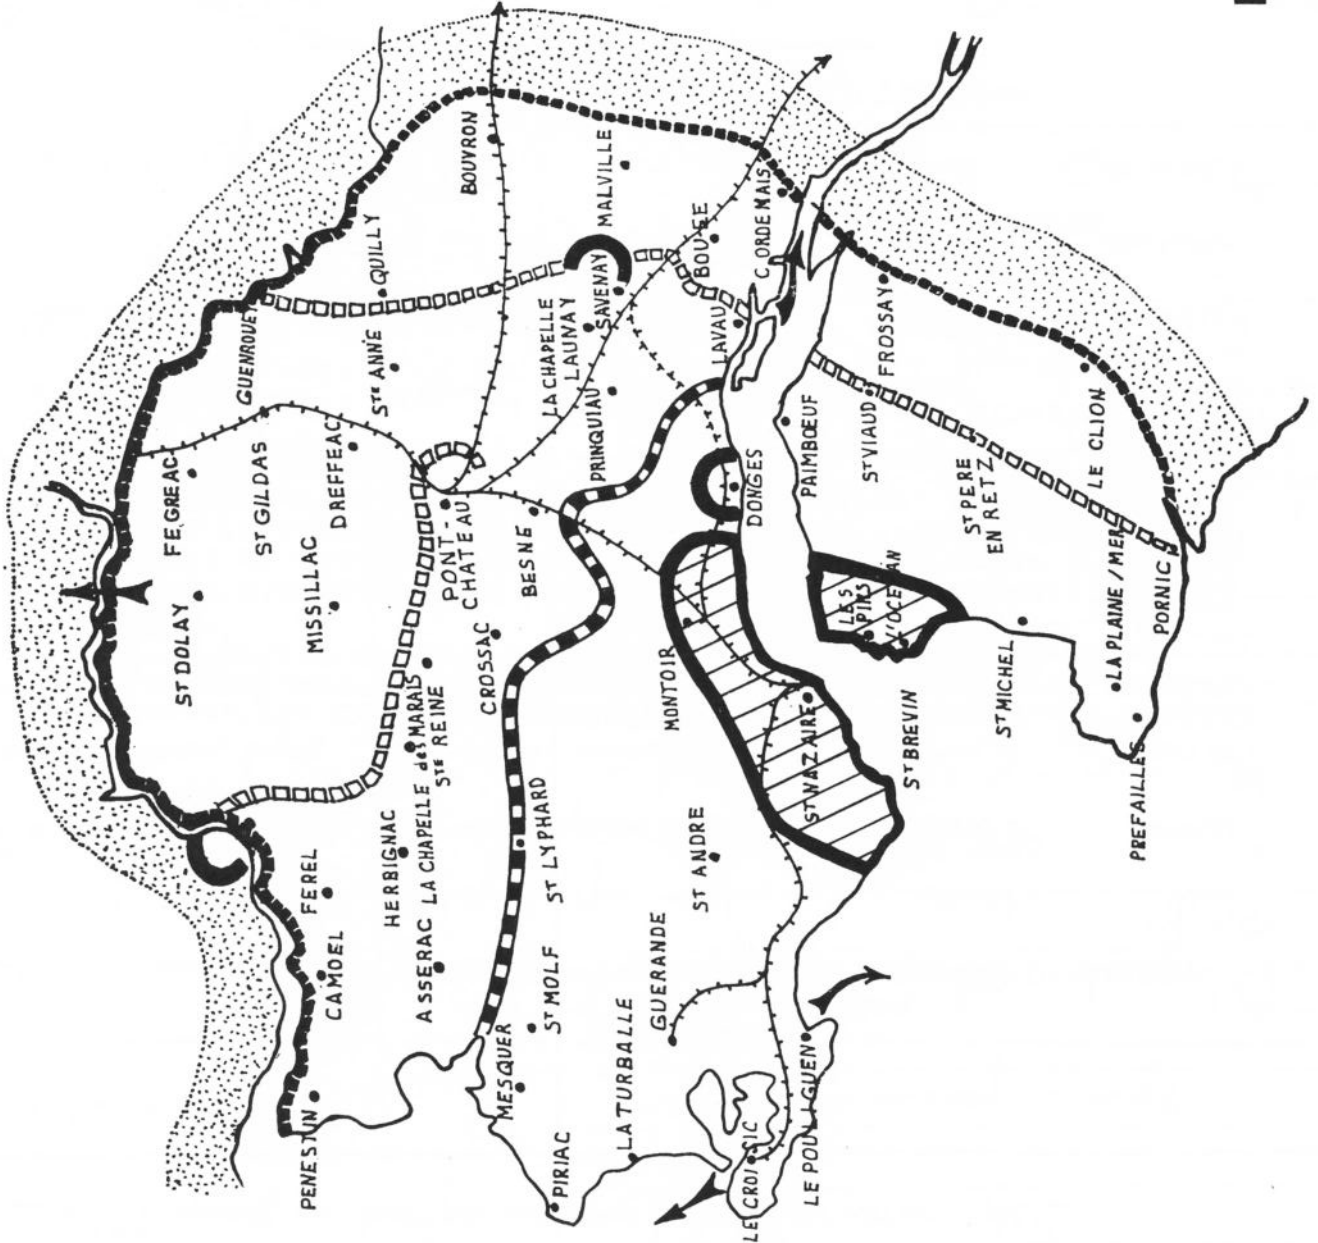 BOUVRON
MALVILLE
QUILLY
BOUEE
CORDEMAIS
GUENROUET
STE ANNE
LA CHAPELLE
LAUNAY
SAVENAY
LAVAU
FROSSAY
PRINQUIAU
FEGREAC
ST GILDAS
DREFFEAC
DONGES
PAIMBŒUF
ST VIAUD
LE CLION
ST DOLAY
MISSILLAC
PONT-
CHATEAU
BESNE
ST PERE
EN RETZ
CROSSAC
MONTOIR
LES
PINS
L'OCEAN
LA PLAINE / MER
PORNIC
ST NAZAIRE
ST BREVIN
ST MICHEL
PREFAILLES
FEREL
CAMOEL
HERBIGNAC
ASSERAC
LA CHAPELLE des MARAIS
STE REINE
ST LYPHARD
ST ANDRE
PENESTIN
MESQUER
ST MOLF
GUERANDE
PIRIAC
LA TURBALLE
LE CROISIC
LE POULIGUEN